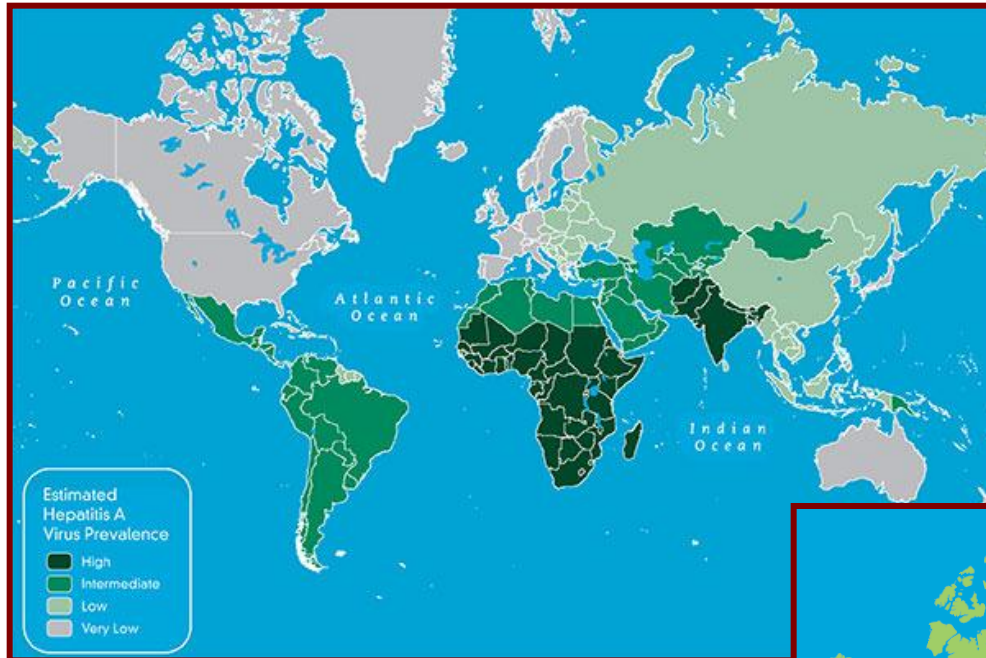 Pacific
Ocean
Atlantic
Ocean
Indian
Ocean
Estimated
Hepatitis A
Virus Prevalence
High
Intermediate
Low
Very Low